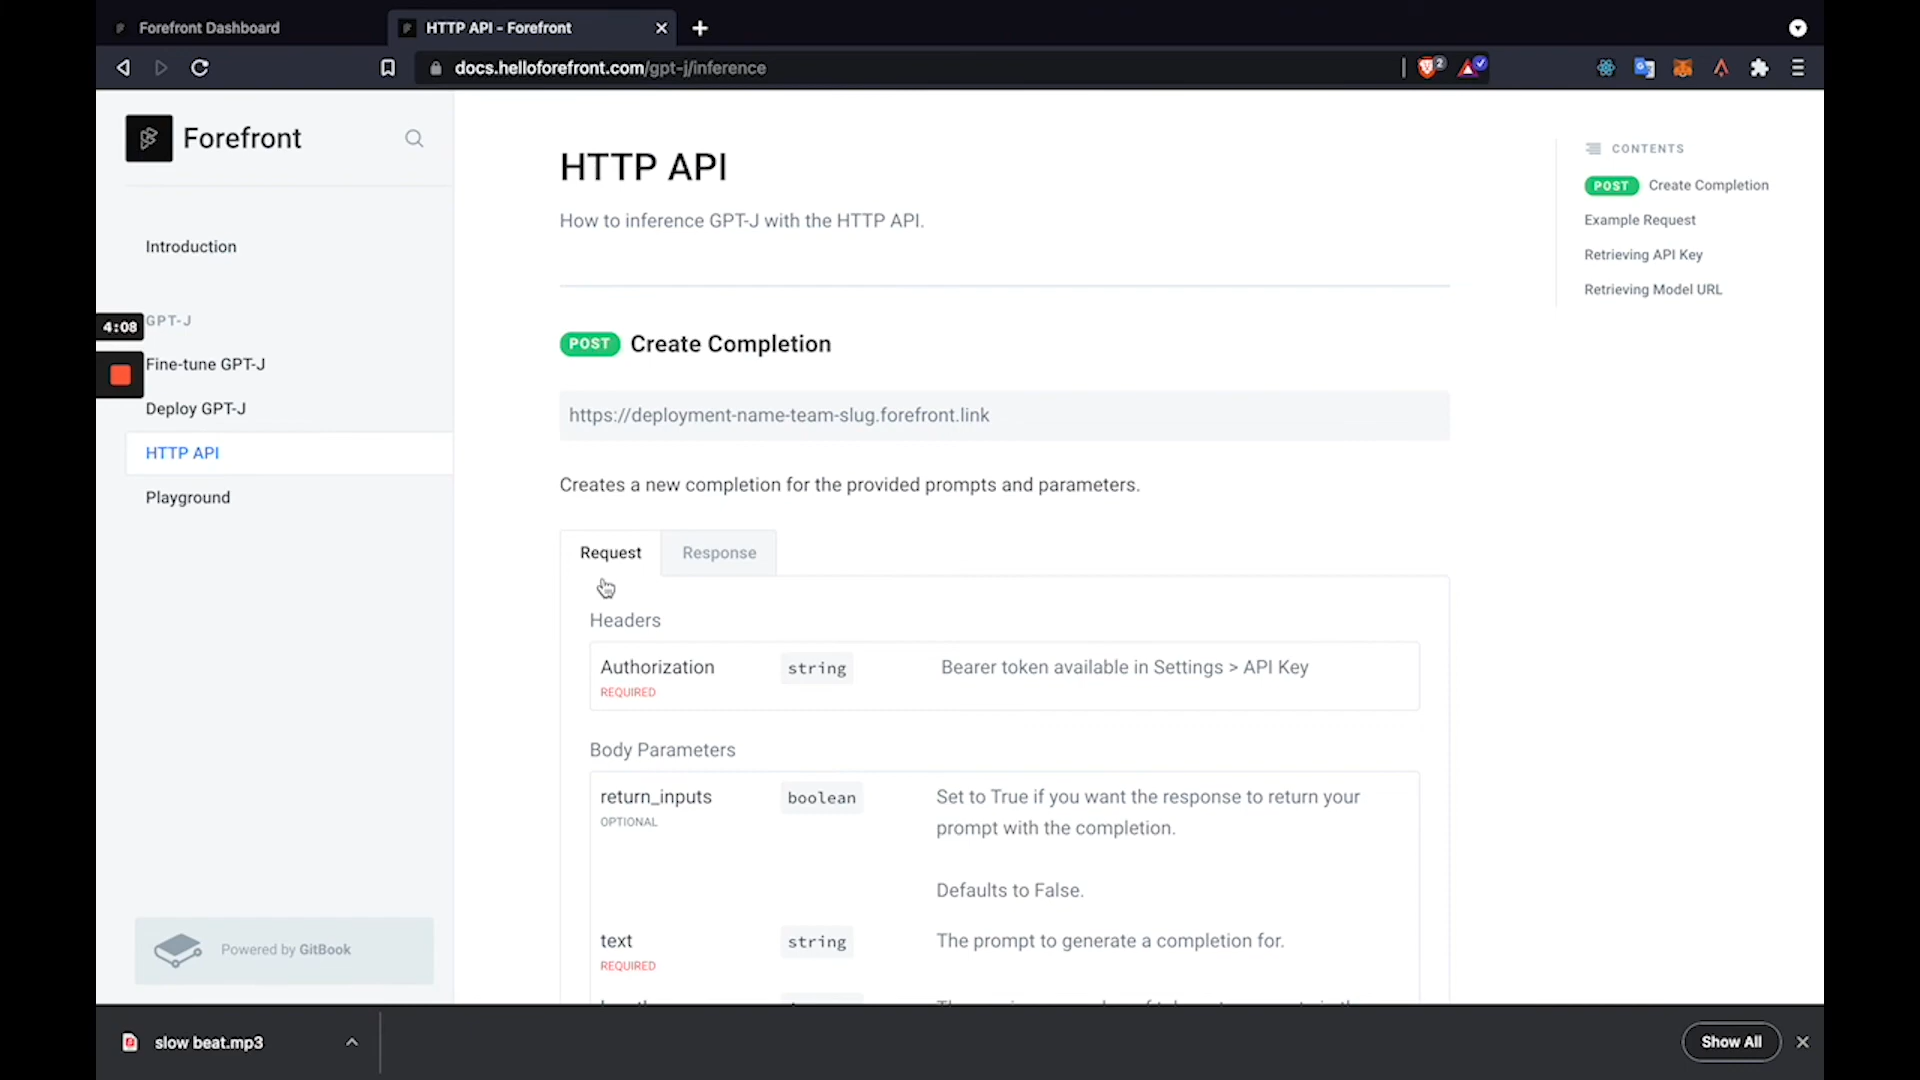 Forefront Dashboard
HTTP API - Forefront
docs.helloforefront.com/gpt-j/inference
2
Forefront
Introduction
4:08
GPT-J
Fine-tune GPT-J
Deploy GPT-J
HTTP API
Playground
Powered by GitBook
HTTP API
How to inference GPT-J with the HTTP API.
POST Create Completion
https://deployment-name-team-slug.forefront.link
Creates a new completion for the provided prompts and parameters.
Request Response
Headers
Authorization string Bearer token available in Settings > API Key
REQUIRED
Body Parameters
return_inputs boolean Set to True if you want the response to return your
OPTIONAL prompt with the completion.
Defaults to False.
text string The prompt to generate a completion for.
REQUIRED
CONTENTS
POST Create Completion
Example Request
Retrieving API Key
Retrieving Model URL
slow beat.mp3
Show All